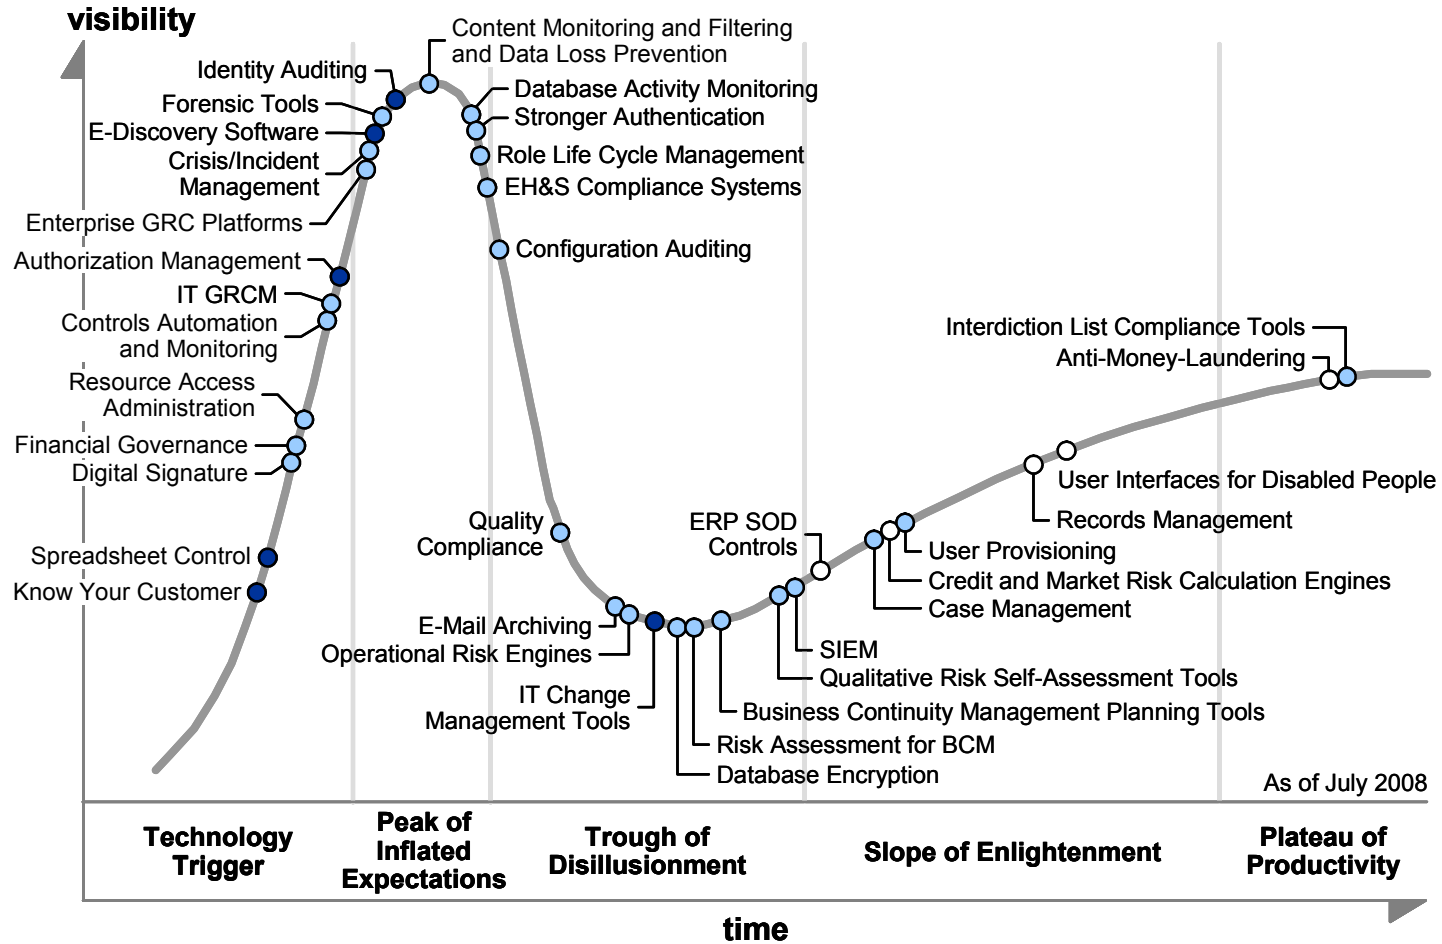 visibility
Content Monitoring and Filtering
and Data Loss Prevention
Identity Auditing
Forensic Tools
E-Discovery Software
Crisis/Incident
Management
Enterprise GRC Platforms
Authorization Management
IT GRCM
Controls Automation
and Monitoring
Resource Access
Administration
Financial Governance
Digital Signature
Spreadsheet Control
Know Your Customer
Database Activity Monitoring
Stronger Authentication
Role Life Cycle Management
EH&S Compliance Systems
Configuration Auditing
Quality
Compliance
E-Mail Archiving
Operational Risk Engines
IT Change
Management Tools
ERP SOD
Controls
SIEM
Qualitative Risk Self-Assessment Tools
Business Continuity Management Planning Tools
Risk Assessment for BCM
Database Encryption
Interdiction List Compliance Tools
Anti-Money-Laundering
User Interfaces for Disabled People
Records Management
User Provisioning
Credit and Market Risk Calculation Engines
Case Management
As of July 2008
Technology
Trigger
Peak of
Inflated
Expectations
Trough of
Disillusionment
Slope of Enlightenment
Plateau of
Productivity
time